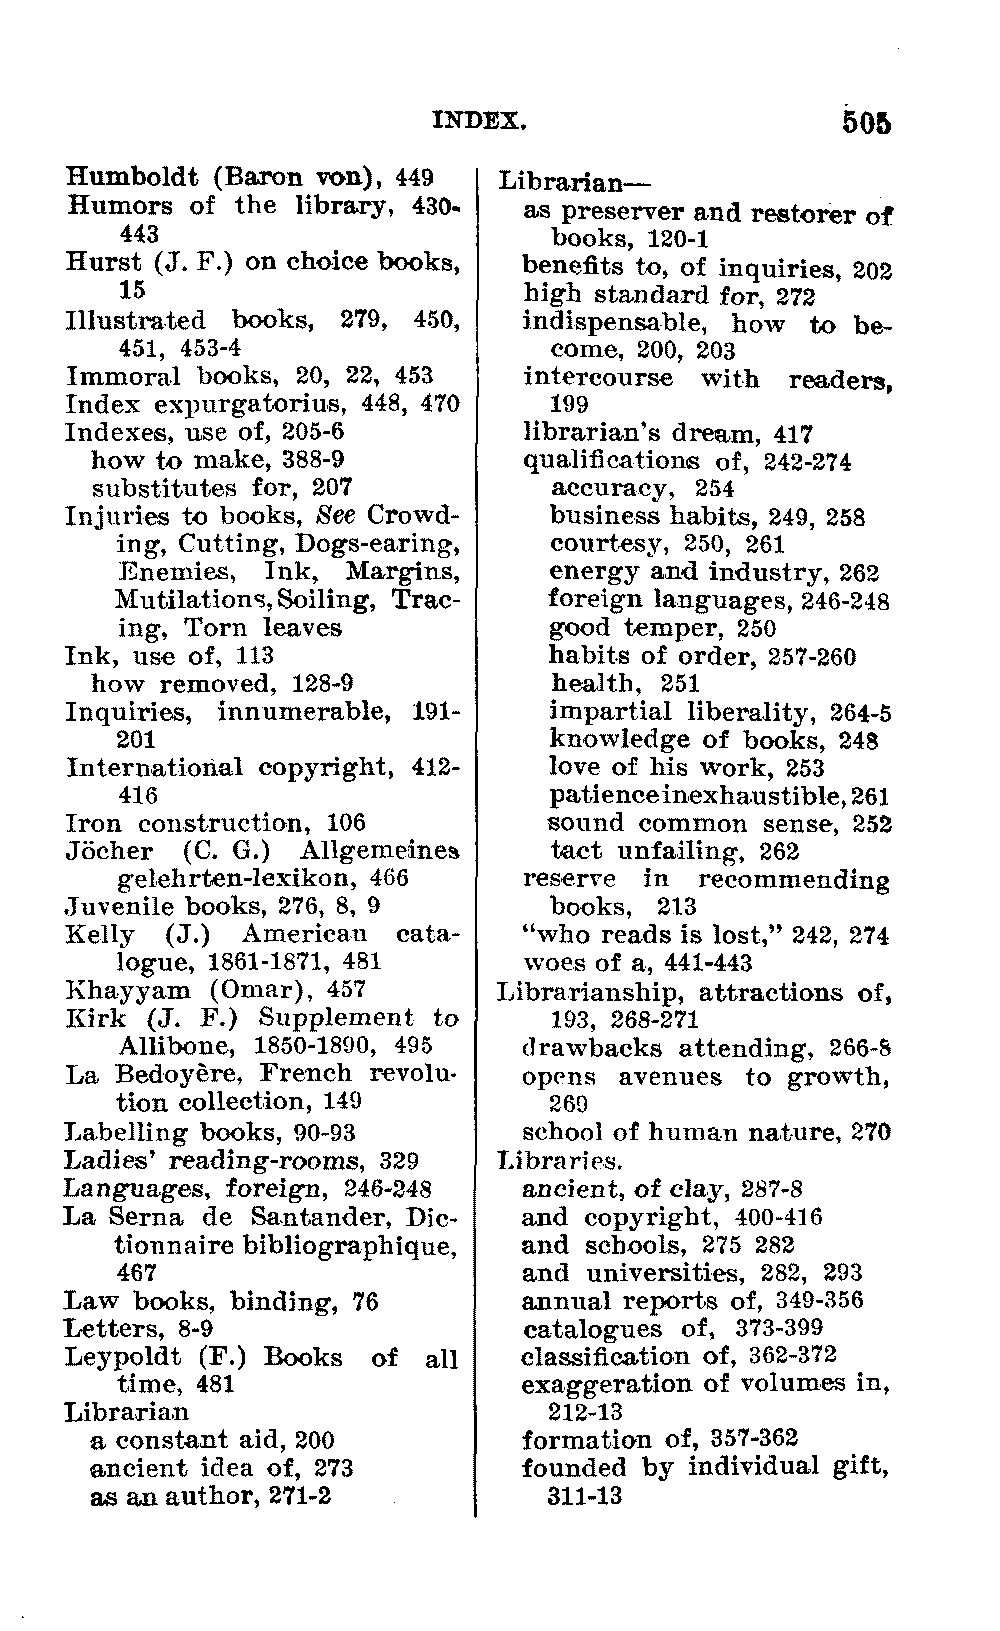 INDEX. 505
Humboldt (Baron von), 449
Humors of the library, 430-
443
Hurst (J. F.) on choice books,
15
Illustrated books, 279, 450,
451, 453-4
Immoral books, 20, 22, 453
Index expurgatorius, 448, 470
Indexes, use of, 205-6
how to make, 388-9
substitutes for, 207
Injuries to books, See Crowd-
ing, Cutting, Dogs-earing,
Enemies, Ink, Margins,
Mutilations, Soiling, Trac-
ing, Torn leaves
Ink, use of, 113
how removed, 128-9
Inquiries, innumerable, 191-
201
International copyright, 412-
416
Iron construction, 106
Jöcher (C. G.) Allgemeines
gelehrten-lexikon, 466
Juvenile books, 276, 8, 9
Kelly (J.) American cata-
logue, 1861-1871, 481
Khayyam (Omar), 457
Kirk (J. F.) Supplement to
Allibone, 1850-1890, 495
La Bedoyère, French revolu-
tion collection, 149
Labelling books, 90-93
Ladies' reading-rooms, 329
Languages, foreign, 246-248
La Serna de Santander, Dic-
tionnaire bibliographique,
467
Law books, binding, 76
Letters, 8-9
Leypoldt (F.) Books of all
time, 481
Librarian
a constant aid, 200
ancient idea of, 273
as an author, 271-2
Librarian—
as preserver and restorer of
books, 120-1
benefits to, of inquiries, 202
high standard for, 272
indispensable, how to be-
come, 200, 203
intercourse with readers,
199
librarian's dream, 417
qualifications of, 242-274
accuracy, 254
business habits, 249, 258
courtesy, 250, 261
energy and industry, 262
foreign languages, 246-248
good temper, 250
habits of order, 257-260
health, 251
impartial liberality, 264-5
knowledge of books, 248
love of his work, 253
patience inexhaustible, 261
sound common sense, 252
tact unfailing, 262
reserve in recommending
books, 213
"who reads is lost," 242, 274
woes of a, 441-443
Librarianship, attractions of,
193, 268-271
drawbacks attending, 266-8
opens avenues to growth,
269
school of human nature, 270
Libraries.
ancient, of clay, 287-8
and copyright, 400-416
and schools, 275 282
and universities, 282, 293
annual reports of, 349-356
catalogues of, 373-399
classification of, 362-372
exaggeration of volumes in,
212-13
formation of, 357-362
founded by individual gift,
311-13